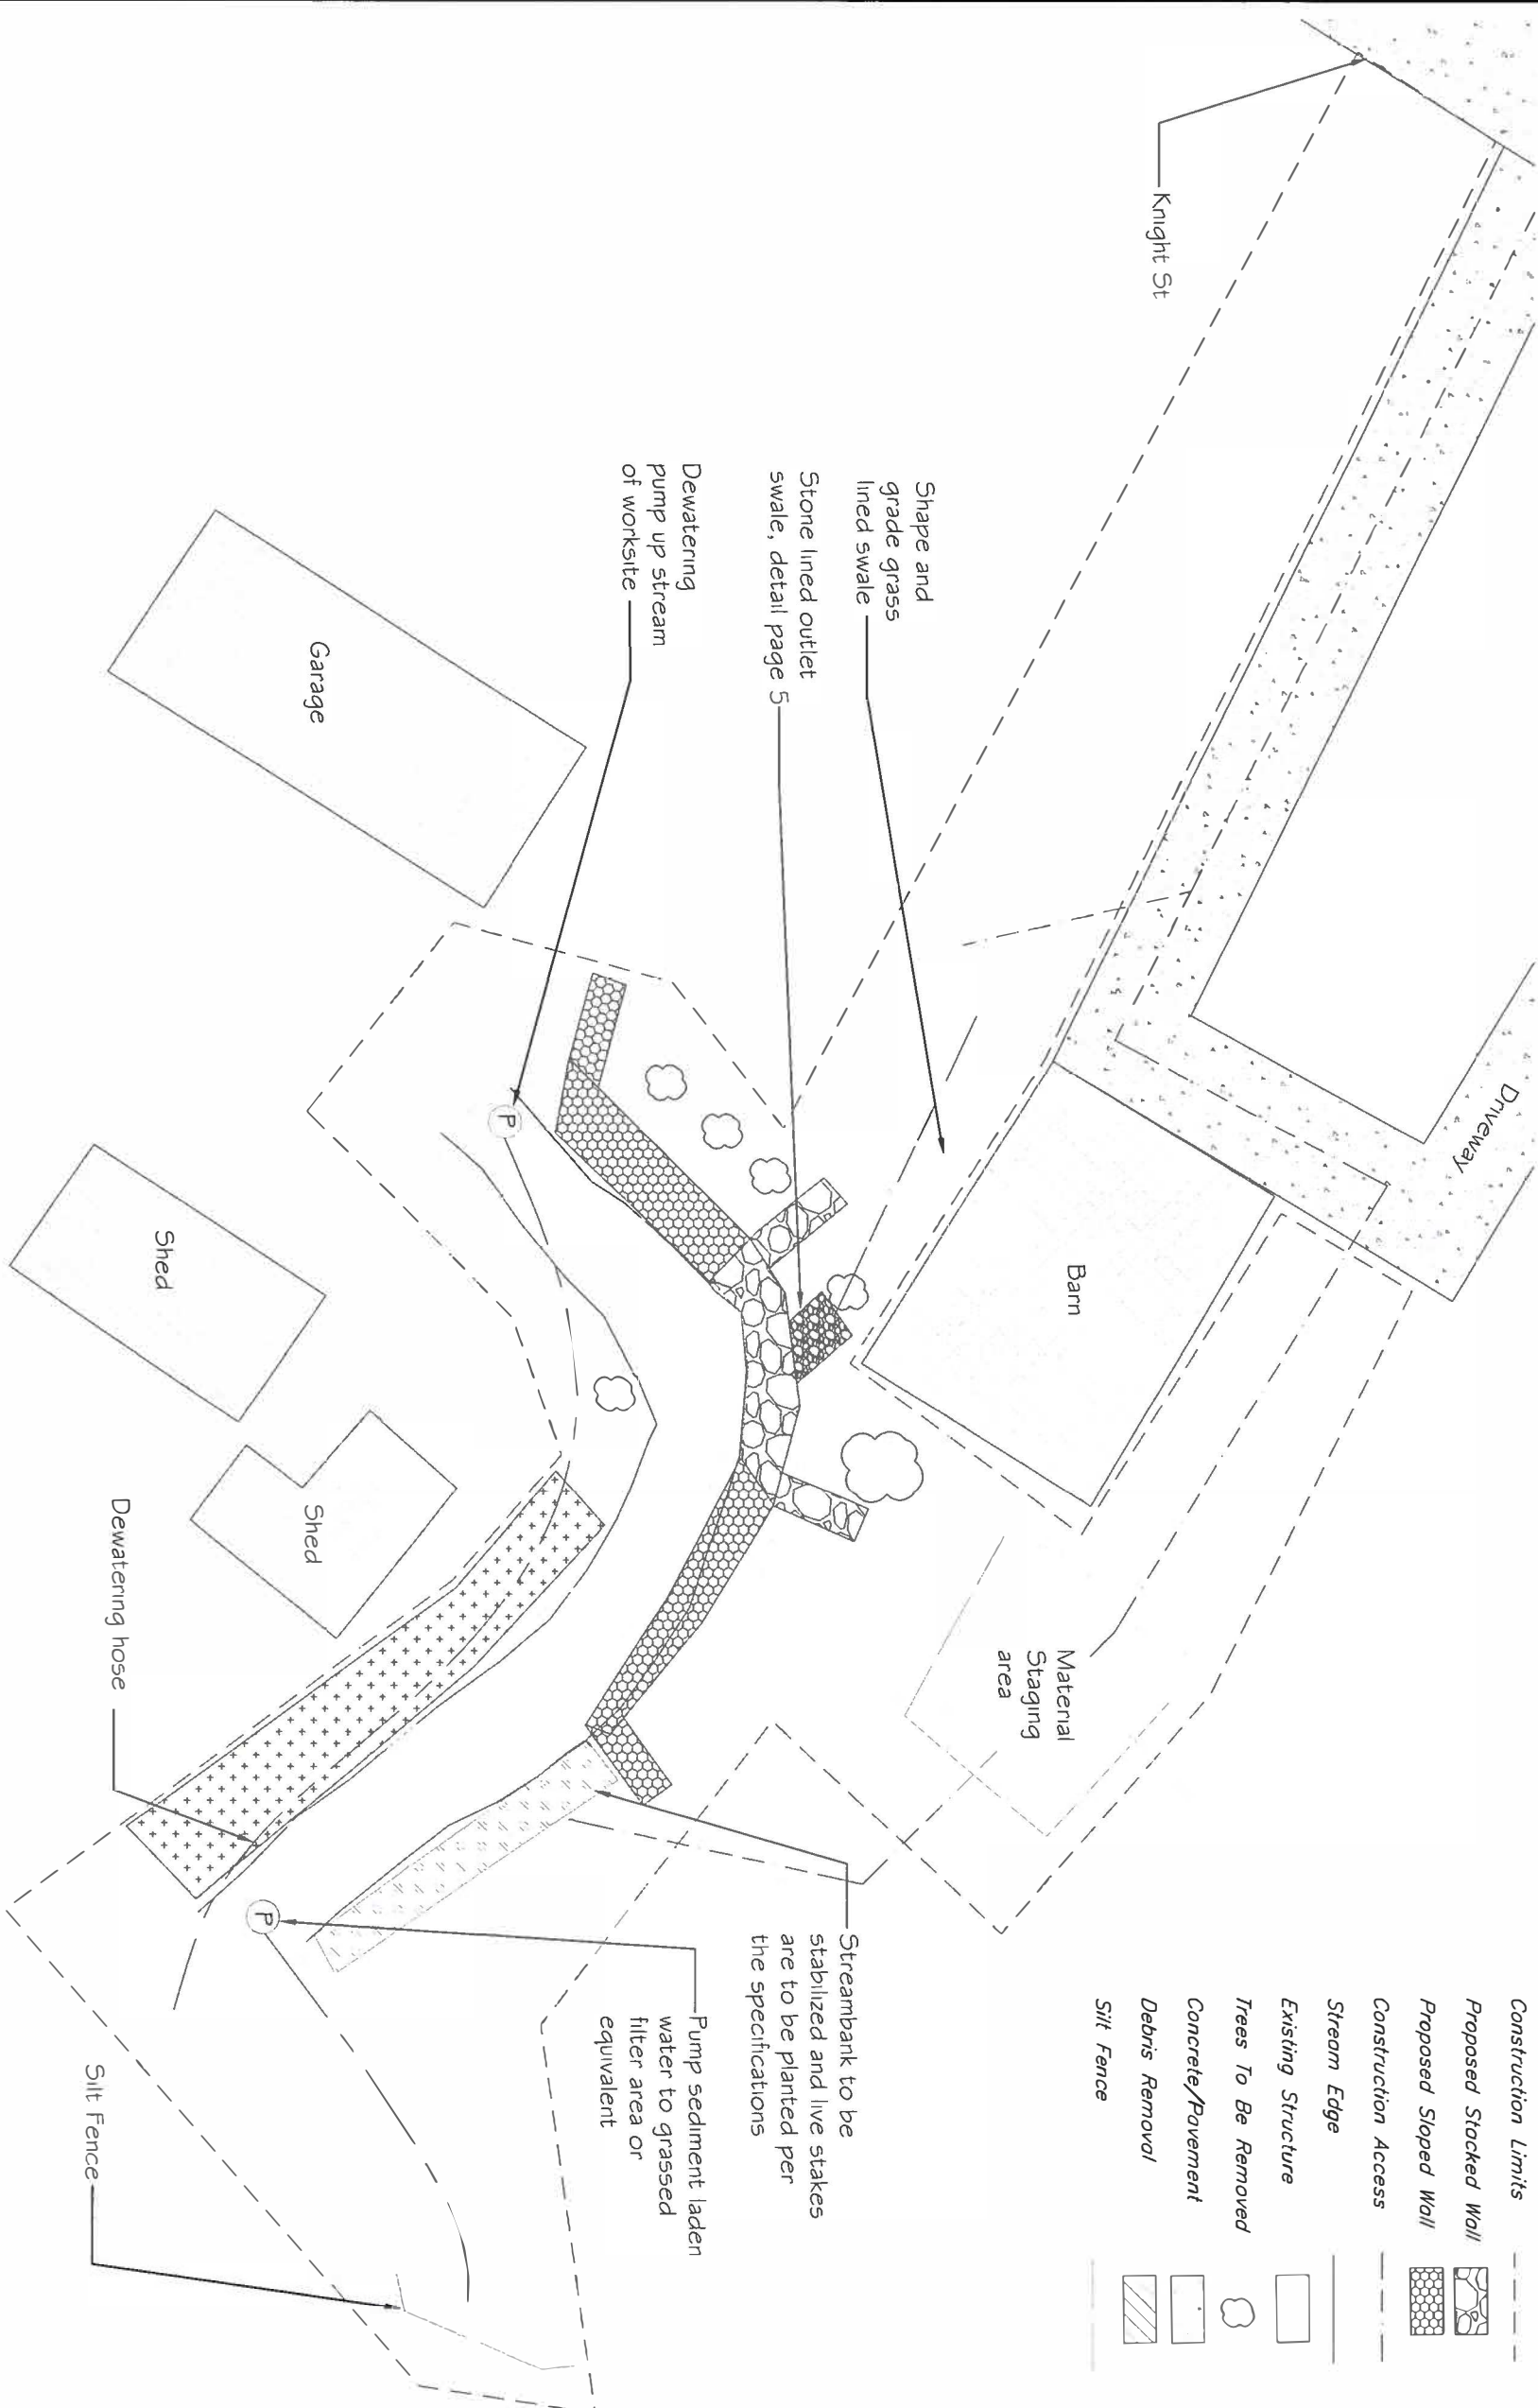 Knight St
Driveway
Shape and
grade grass
lined swale
Stone lined outlet
swale, detail page 5
Dewatering
pump up stream
of worksite
Garage
Barn
Shed
Shed
P
P
Material
Staging
area
Dewatering hose
Streambank to be
stabilized and live stakes
are to be planted per
the specifications
Pump sediment laden
water to grassed
filter area or
equivalent
Silt Fence
Construction Limits
Proposed Stacked Wall
Proposed Sloped Wall
Construction Access
Stream Edge
Existing Structure
Trees To Be Removed
Concrete/Pavement
Debris Removal
Silt Fence